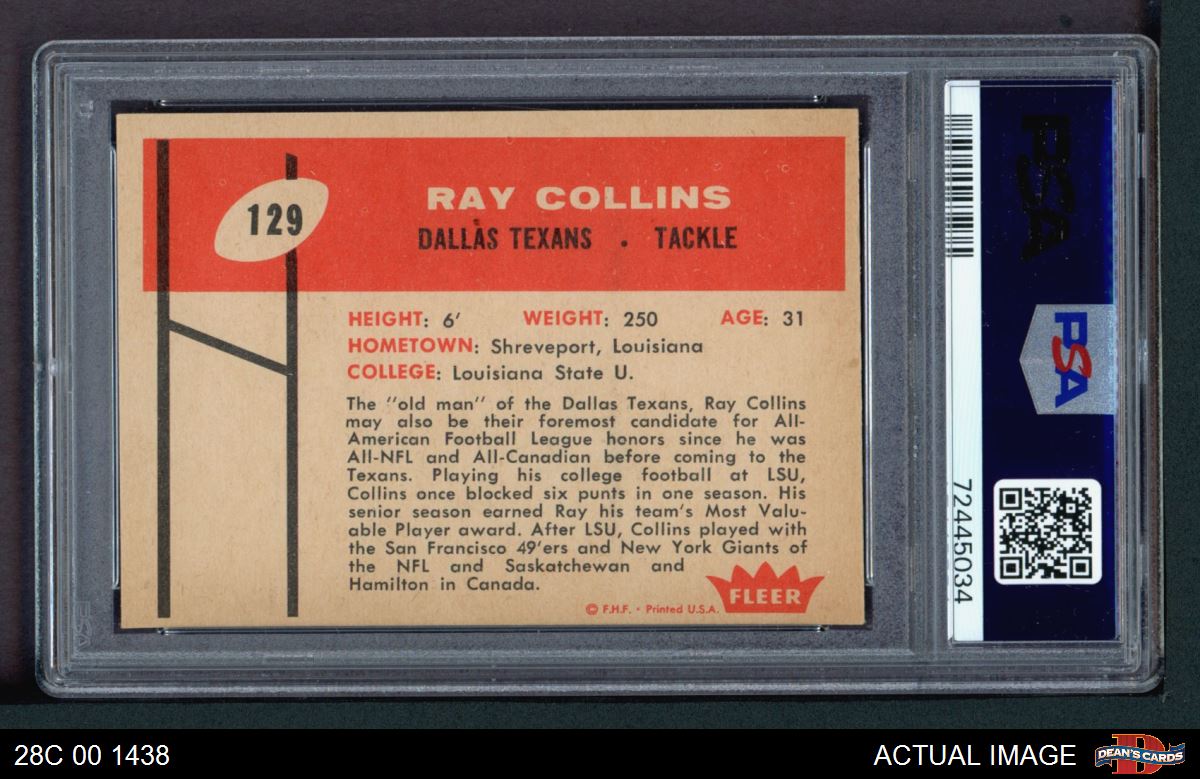 129
RAY COLLINS
DALLAS TEXANS . TACKLE
HEIGHT: 6' WEIGHT: 250 AGE: 31
HOMETOWN: Shreveport, Louisiana
COLLEGE: Louisiana State U.
The "old man" of the Dallas Texans, Ray Collins
may also be their foremost candidate for All-
American Football League honors since he was
All-NFL and All-Canadian before coming to the
Texans. Playing his college football at LSU,
Collins once blocked six punts in one season. His
senior season earned Ray his team's Most Valu-
able Player award. After LSU, Collins played with
the San Francisco 49'ers and New York Giants of
the NFL and Saskatchewan and
Hamilton in Canada.
© F.H.F. • Printed U.S.A.
FLEER
PSA
PSA
72445034
28C 00 1438
ACTUAL IMAGE
DEAN'S CARDS